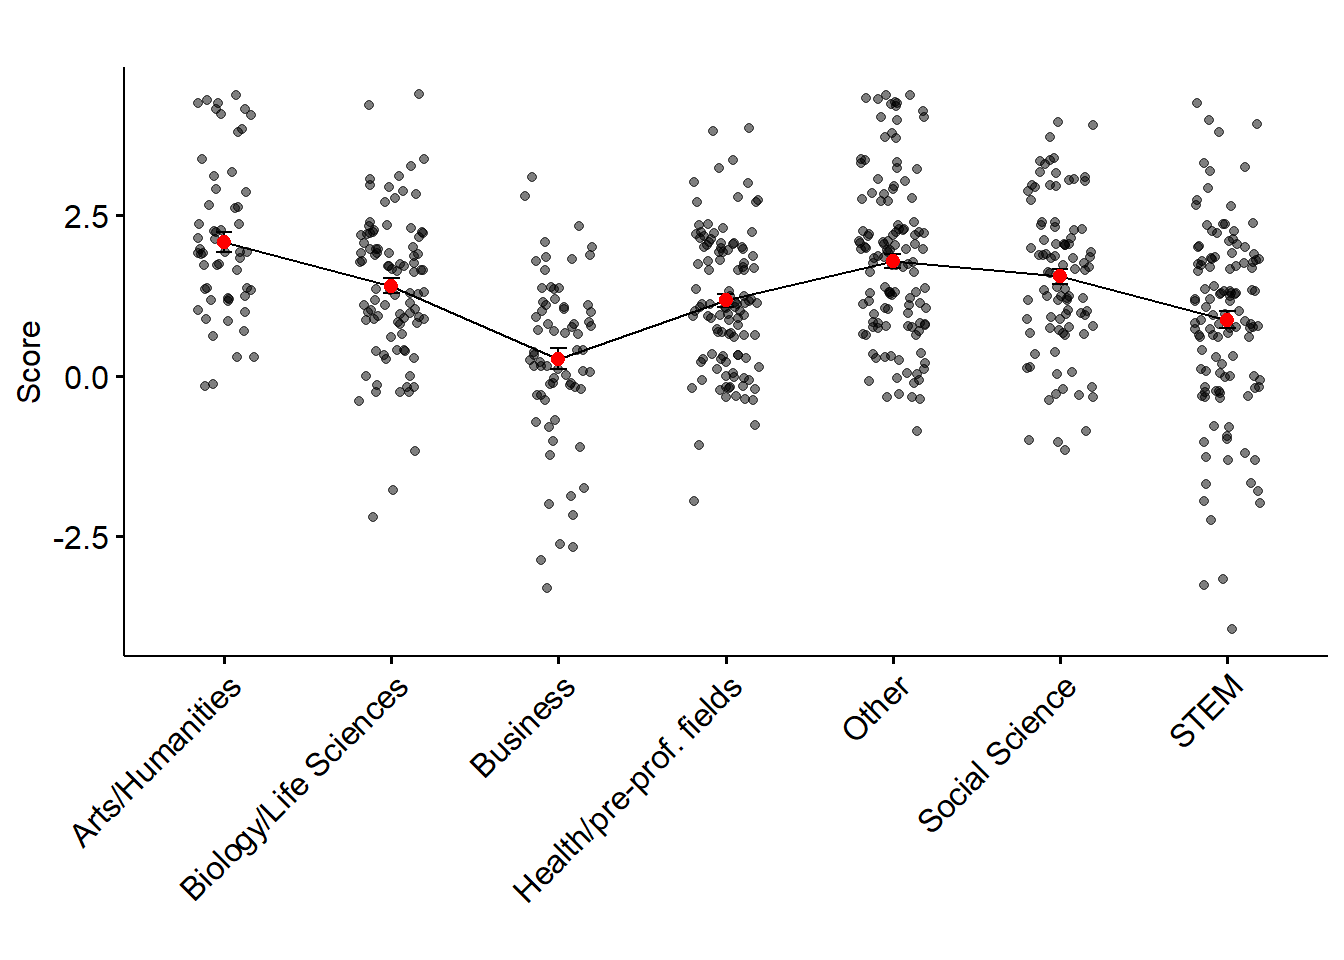 Score
2.5
0.0
-2.5
Arts/Humanities
Biology/Life Sciences
Business
Health/pre-prof. fields
Other
Social Science
STEM